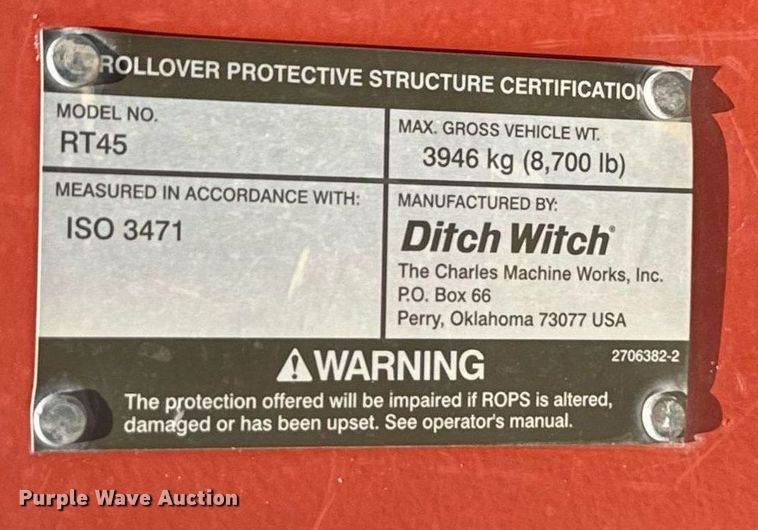 ROLLOVER PROTECTIVE STRUCTURE CERTIFICATION
MODEL NO.
RT45
MAX. GROSS VEHICLE WT.
3946 kg (8,700 lb)
MEASURED IN ACCORDANCE WITH:
ISO 3471
MANUFACTURED BY:
Ditch Witch®
The Charles Machine Works, Inc.
P.O. Box 66
Perry, Oklahoma 73077 USA
WARNING
2706382-2
The protection offered will be impaired if ROPS is altered,
damaged or has been upset. See operator's manual.
Purple Wave Auction